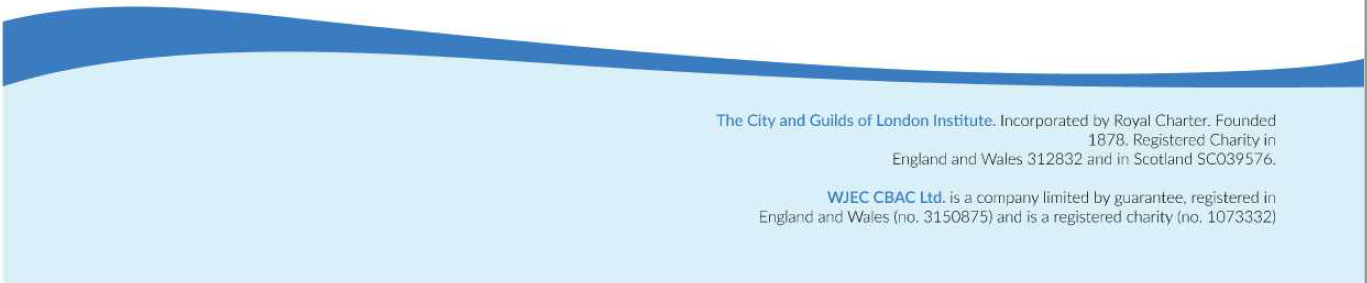 The City and Guilds of London Institute. Incorporated by Royal Charter. Founded
1878. Registered Charity in
England and Wales 312832 and in Scotland SC039576.
WJEC CBAC Ltd. is a company limited by guarantee, registered in
England and Wales (no. 3150875) and is a registered charity (no. 1073332)